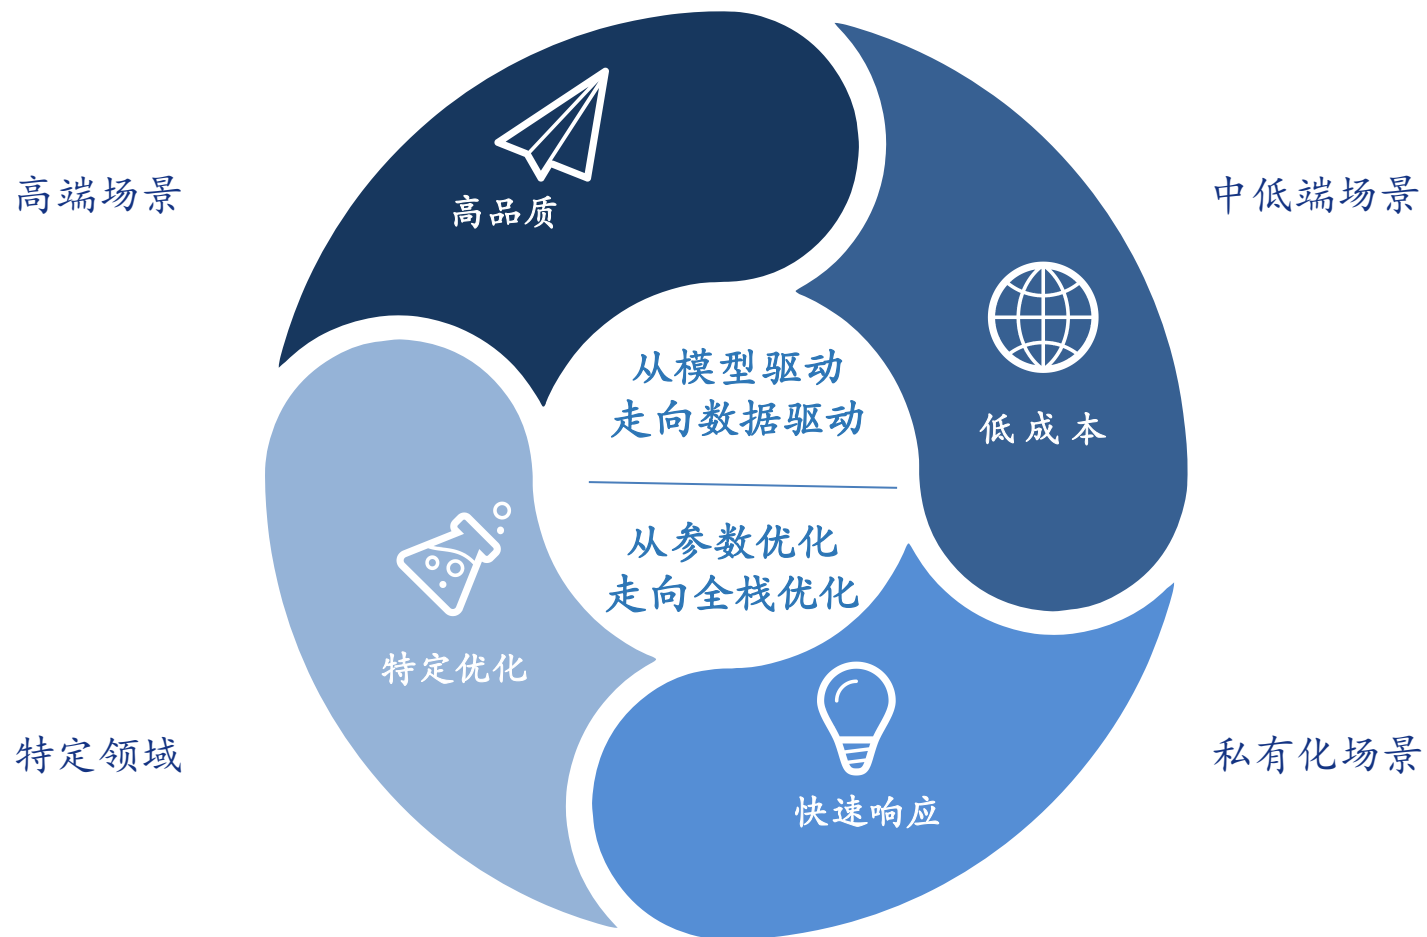 高端场景
高品质
中低端场景
低成本
从模型驱动
走向数据驱动
从参数优化
走向全栈优化
特定优化
特定领域
快速响应
私有化场景